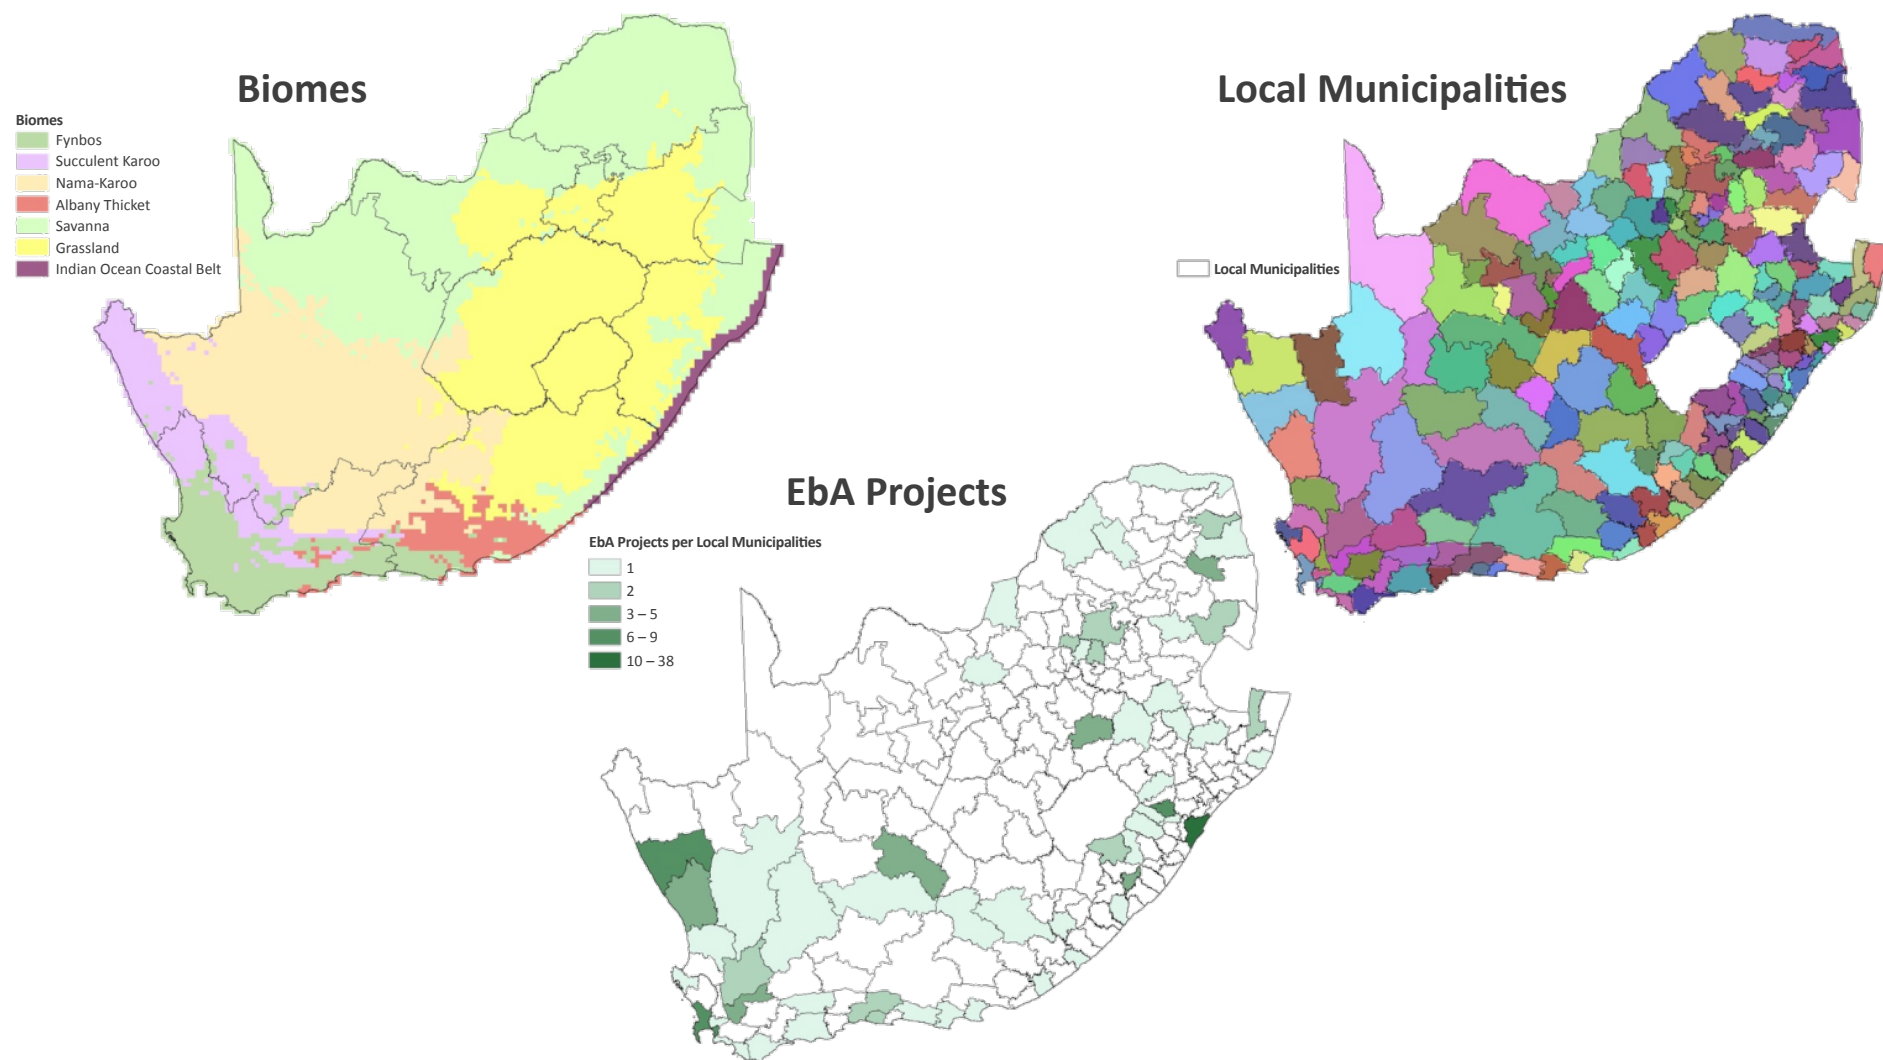 Biomes
Biomes
Fynbos
Succulent Karoo
Nama-Karoo
Albany Thicket
Savanna
Grassland
Indian Ocean Coastal Belt
Local Municipalities
Local Municipalities
EbA Projects
EbA Projects per Local Municipalities
1
2
3 – 5
6 – 9
10 – 38